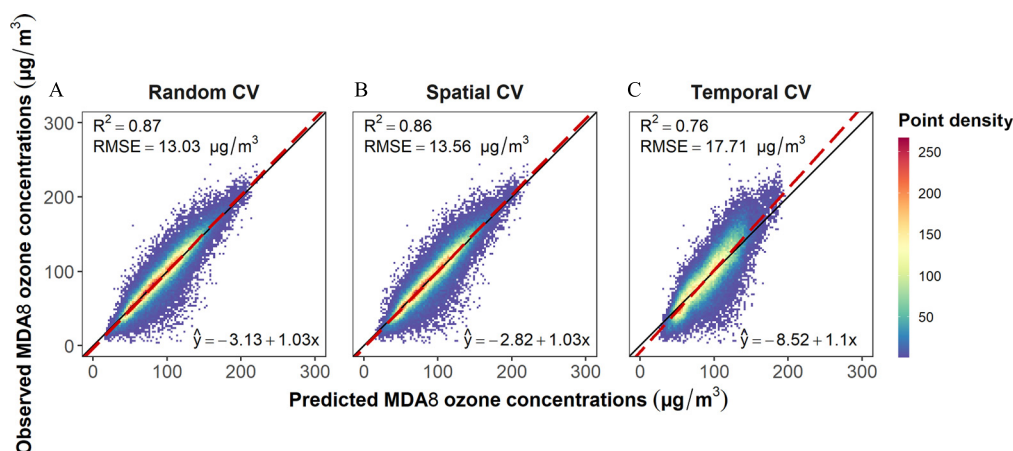 Observed MDA8 ozone concentrations (µg/m³)
A Random CV
R² = 0.87
RMSE = 13.03 µg/m³
ŷ = −3.13 + 1.03x
300
200
100
0
0 100 200 300
B Spatial CV
R² = 0.86
RMSE = 13.56 µg/m³
ŷ = −2.82 + 1.03x
0 100 200 300
C Temporal CV
R² = 0.76
RMSE = 17.71 µg/m³
ŷ = −8.52 + 1.1x
0 100 200 300
Predicted MDA8 ozone concentrations (µg/m³)
Point density
250
200
150
100
50